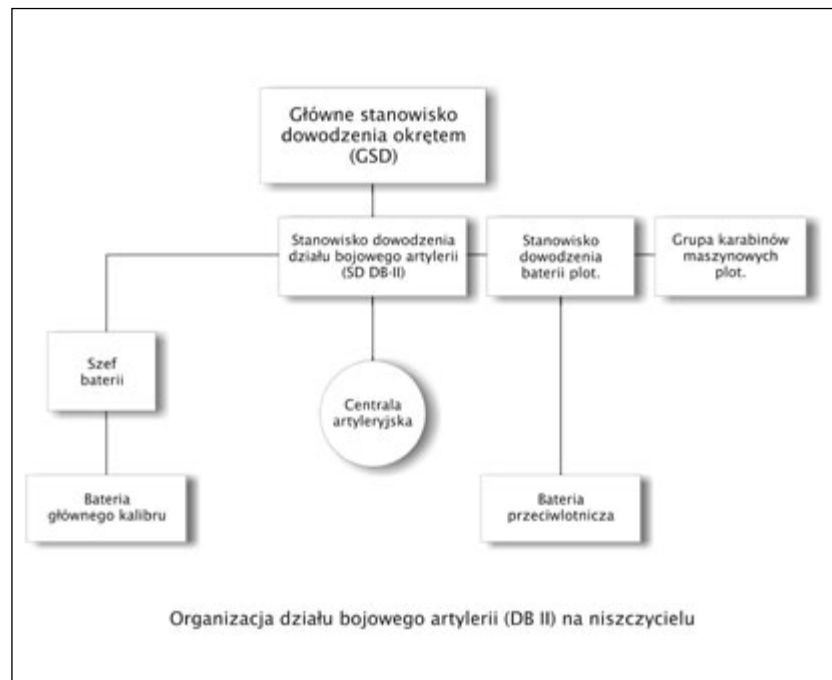 Główne stanowisko
dowodzenia okrętem
(GSD)
Stanowisko dowodzenia
działu bojowego artylerii
(SD DB-II)
Stanowisko
dowodzenia
baterii plot.
Grupa karabinów
maszynowych
plot.
Szef
baterii
Centrala
artyleryjska
Bateria
głównego kalibru
Bateria
przeciwlotnicza
Organizacja działu bojowego artylerii (DB II) na niszczycielu